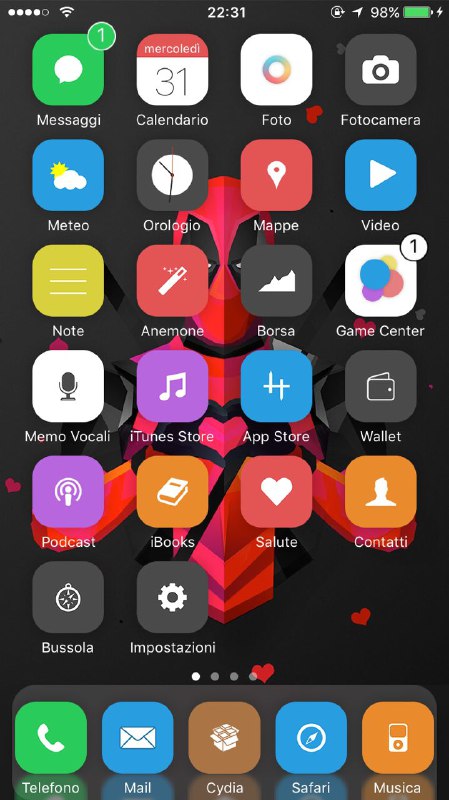 22:31
98%
1
mercoledì
31
Messaggi
Calendario
Foto
Fotocamera
Meteo
Orologio
Mappe
Video
1
Note
Anemone
Borsa
Game Center
Memo Vocali
iTunes Store
App Store
Wallet
Podcast
iBooks
Salute
Contatti
Bussola
Impostazioni
Telefono
Mail
Cydia
Safari
Musica